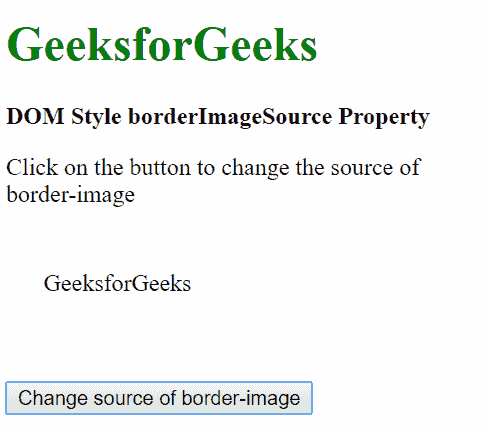 GeeksforGeeks
DOM Style borderImageSource Property
Click on the button to change the source of
border-image
GeeksforGeeks
Change source of border-image